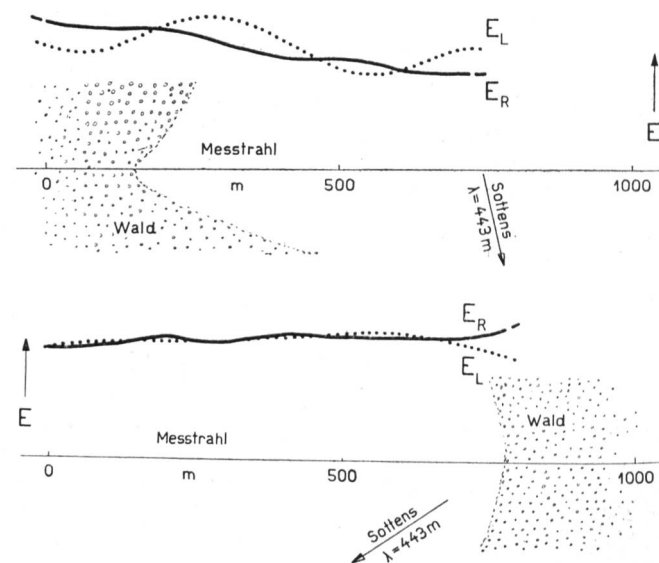 E_L
E_R
E
Messtrahl
0 m 500 1000
Sottens
λ=443m
Wald
E_R
E_L
E
Wald
Messtrahl
0 m 500 1000
Sottens
λ=443m